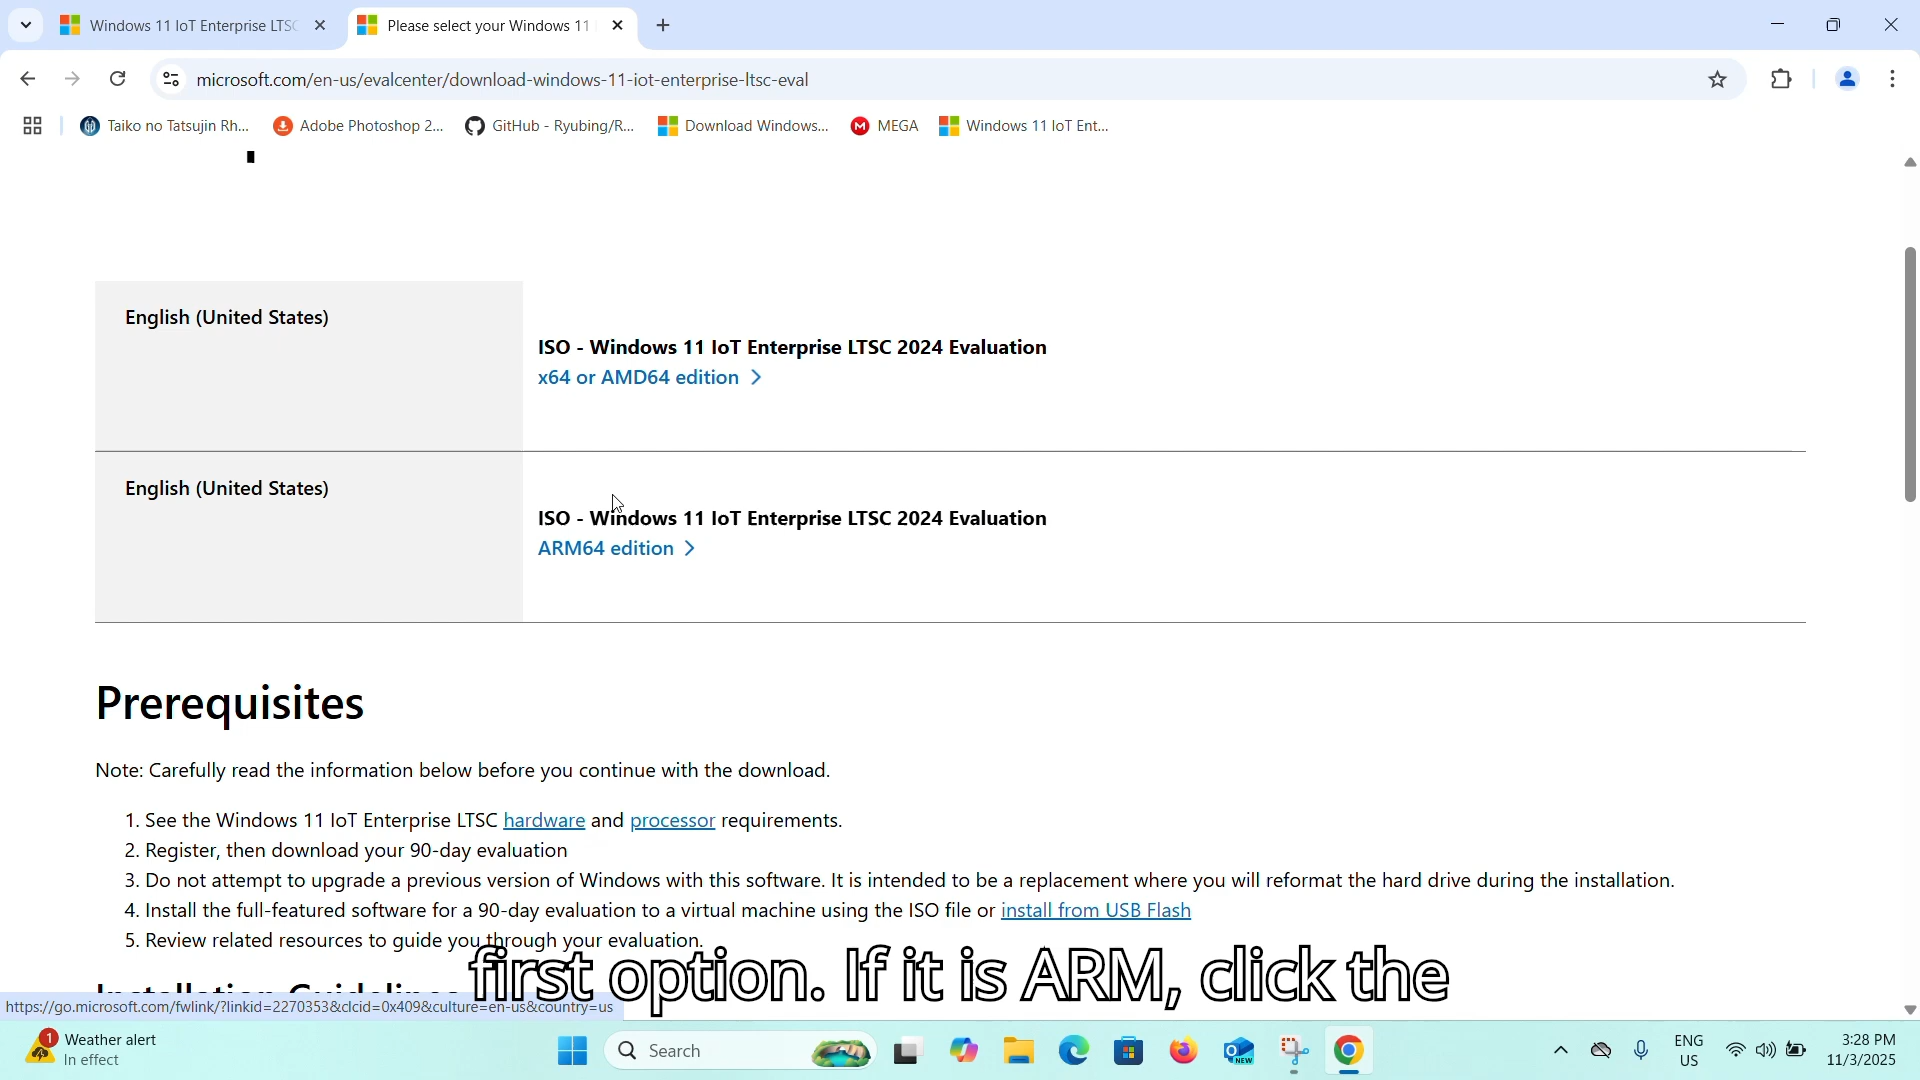 Windows 11 IoT Enterprise LTSC
Please select your Windows 11
microsoft.com/en-us/evalcenter/download-windows-11-iot-enterprise-ltsc-eval
Taiko no Tatsujin Rh...
Adobe Photoshop 2...
GitHub - Ryubing/R...
Download Windows...
MEGA
Windows 11 IoT Ent...
English (United States)
ISO - Windows 11 IoT Enterprise LTSC 2024 Evaluation
x64 or AMD64 edition >
English (United States)
ISO - Windows 11 IoT Enterprise LTSC 2024 Evaluation
ARM64 edition >
Prerequisites
Note: Carefully read the information below before you continue with the download.
1. See the Windows 11 IoT Enterprise LTSC hardware and processor requirements.
2. Register, then download your 90-day evaluation
3. Do not attempt to upgrade a previous version of Windows with this software. It is intended to be a replacement where you will reformat the hard drive during the installation.
4. Install the full-featured software for a 90-day evaluation to a virtual machine using the ISO file or install from USB Flash
5. Review related resources to guide you through your evaluation.
Installation Guidelines
first option. If it is ARM, click the
https://go.microsoft.com/fwlink/?linkid=2270353&clcid=0x409&culture=en-us&country=us
1
Weather alert
In effect
Search
NEW
ENG
US
3:28 PM
11/3/2025